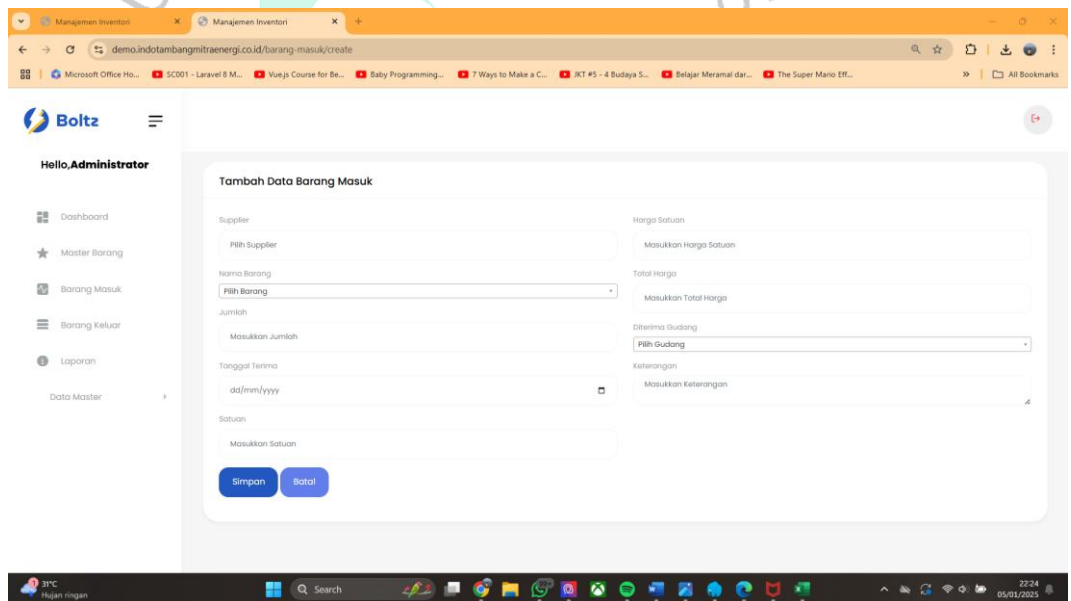 Manajemen Inventori
Manajemen Inventori
demo.indotambangmitraenergi.co.id/barang-masuk/create
Microsoft Office Ho...
SC001 - Laravel 8 M...
Vue.js Course for Be...
Baby Programming...
7 Ways to Make a C...
JKT #5 - 4 Budaya S...
Belajar Meramal dar...
The Super Mario Eff...
All Bookmarks
Boltz
Hello,Administrator
Dashboard
Master Barang
Barang Masuk
Barang Keluar
Laporan
Data Master
Tambah Data Barang Masuk
Supplier
Pilih Supplier
Nama Barang
Pilih Barang
Jumlah
Masukkan Jumlah
Tanggal Terima
dd/mm/yyyy
Satuan
Masukkan Satuan
Harga Satuan
Masukkan Harga Satuan
Total Harga
Masukkan Total Harga
Diterima Gudang
Pilih Gudang
Keterangan
Masukkan Keterangan
Simpan
Batal
1
31°C
Hujan ringan
Search
22:24
05/01/2025